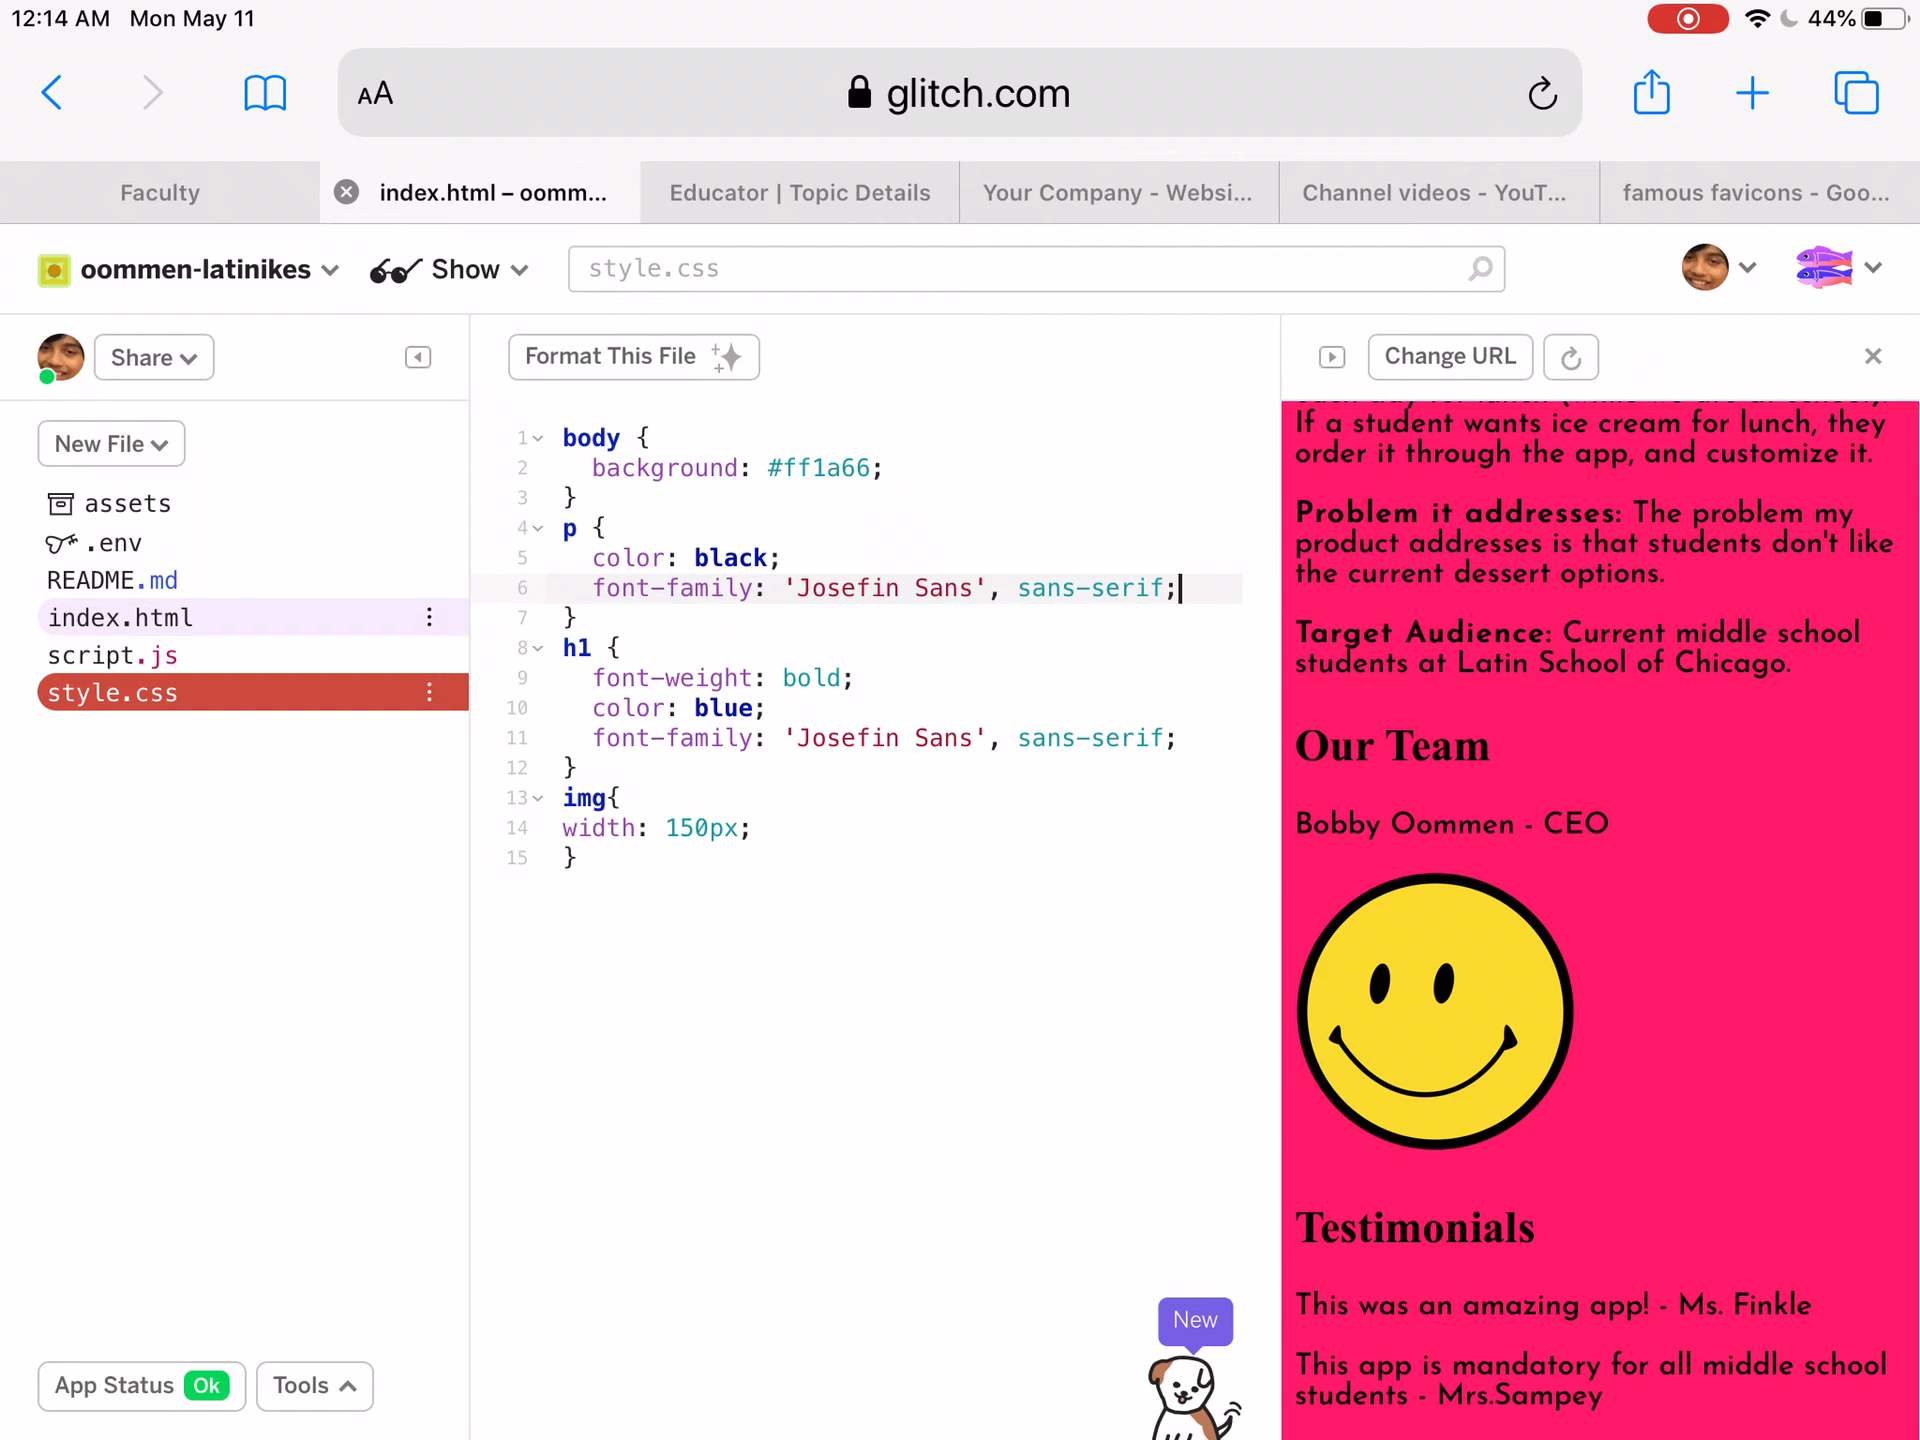 12:14 AM Mon May 11
44%
AA glitch.com
Faculty
index.html – oomm...
Educator | Topic Details
Your Company - Websi...
Channel videos - YouT...
famous favicons - Goo...
oommen-latinikes
Show
style.css
Share
Format This File
Change URL
New File
assets
.env
README.md
index.html
script.js
style.css
1 body {
2 background: #ff1a66;
3 }
4 p {
5 color: black;
6 font-family: 'Josefin Sans', sans-serif;
7 }
8 h1 {
9 font-weight: bold;
10 color: blue;
11 font-family: 'Josefin Sans', sans-serif;
12 }
13 img{
14 width: 150px;
15 }
If a student wants ice cream for lunch, they
order it through the app, and customize it.
Problem it addresses: The problem my
product addresses is that students don't like
the current dessert options.
Target Audience: Current middle school
students at Latin School of Chicago.
Our Team
Bobby Oommen - CEO
Testimonials
This was an amazing app! - Ms. Finkle
This app is mandatory for all middle school
students - Mrs.Sampey
New
App Status Ok
Tools